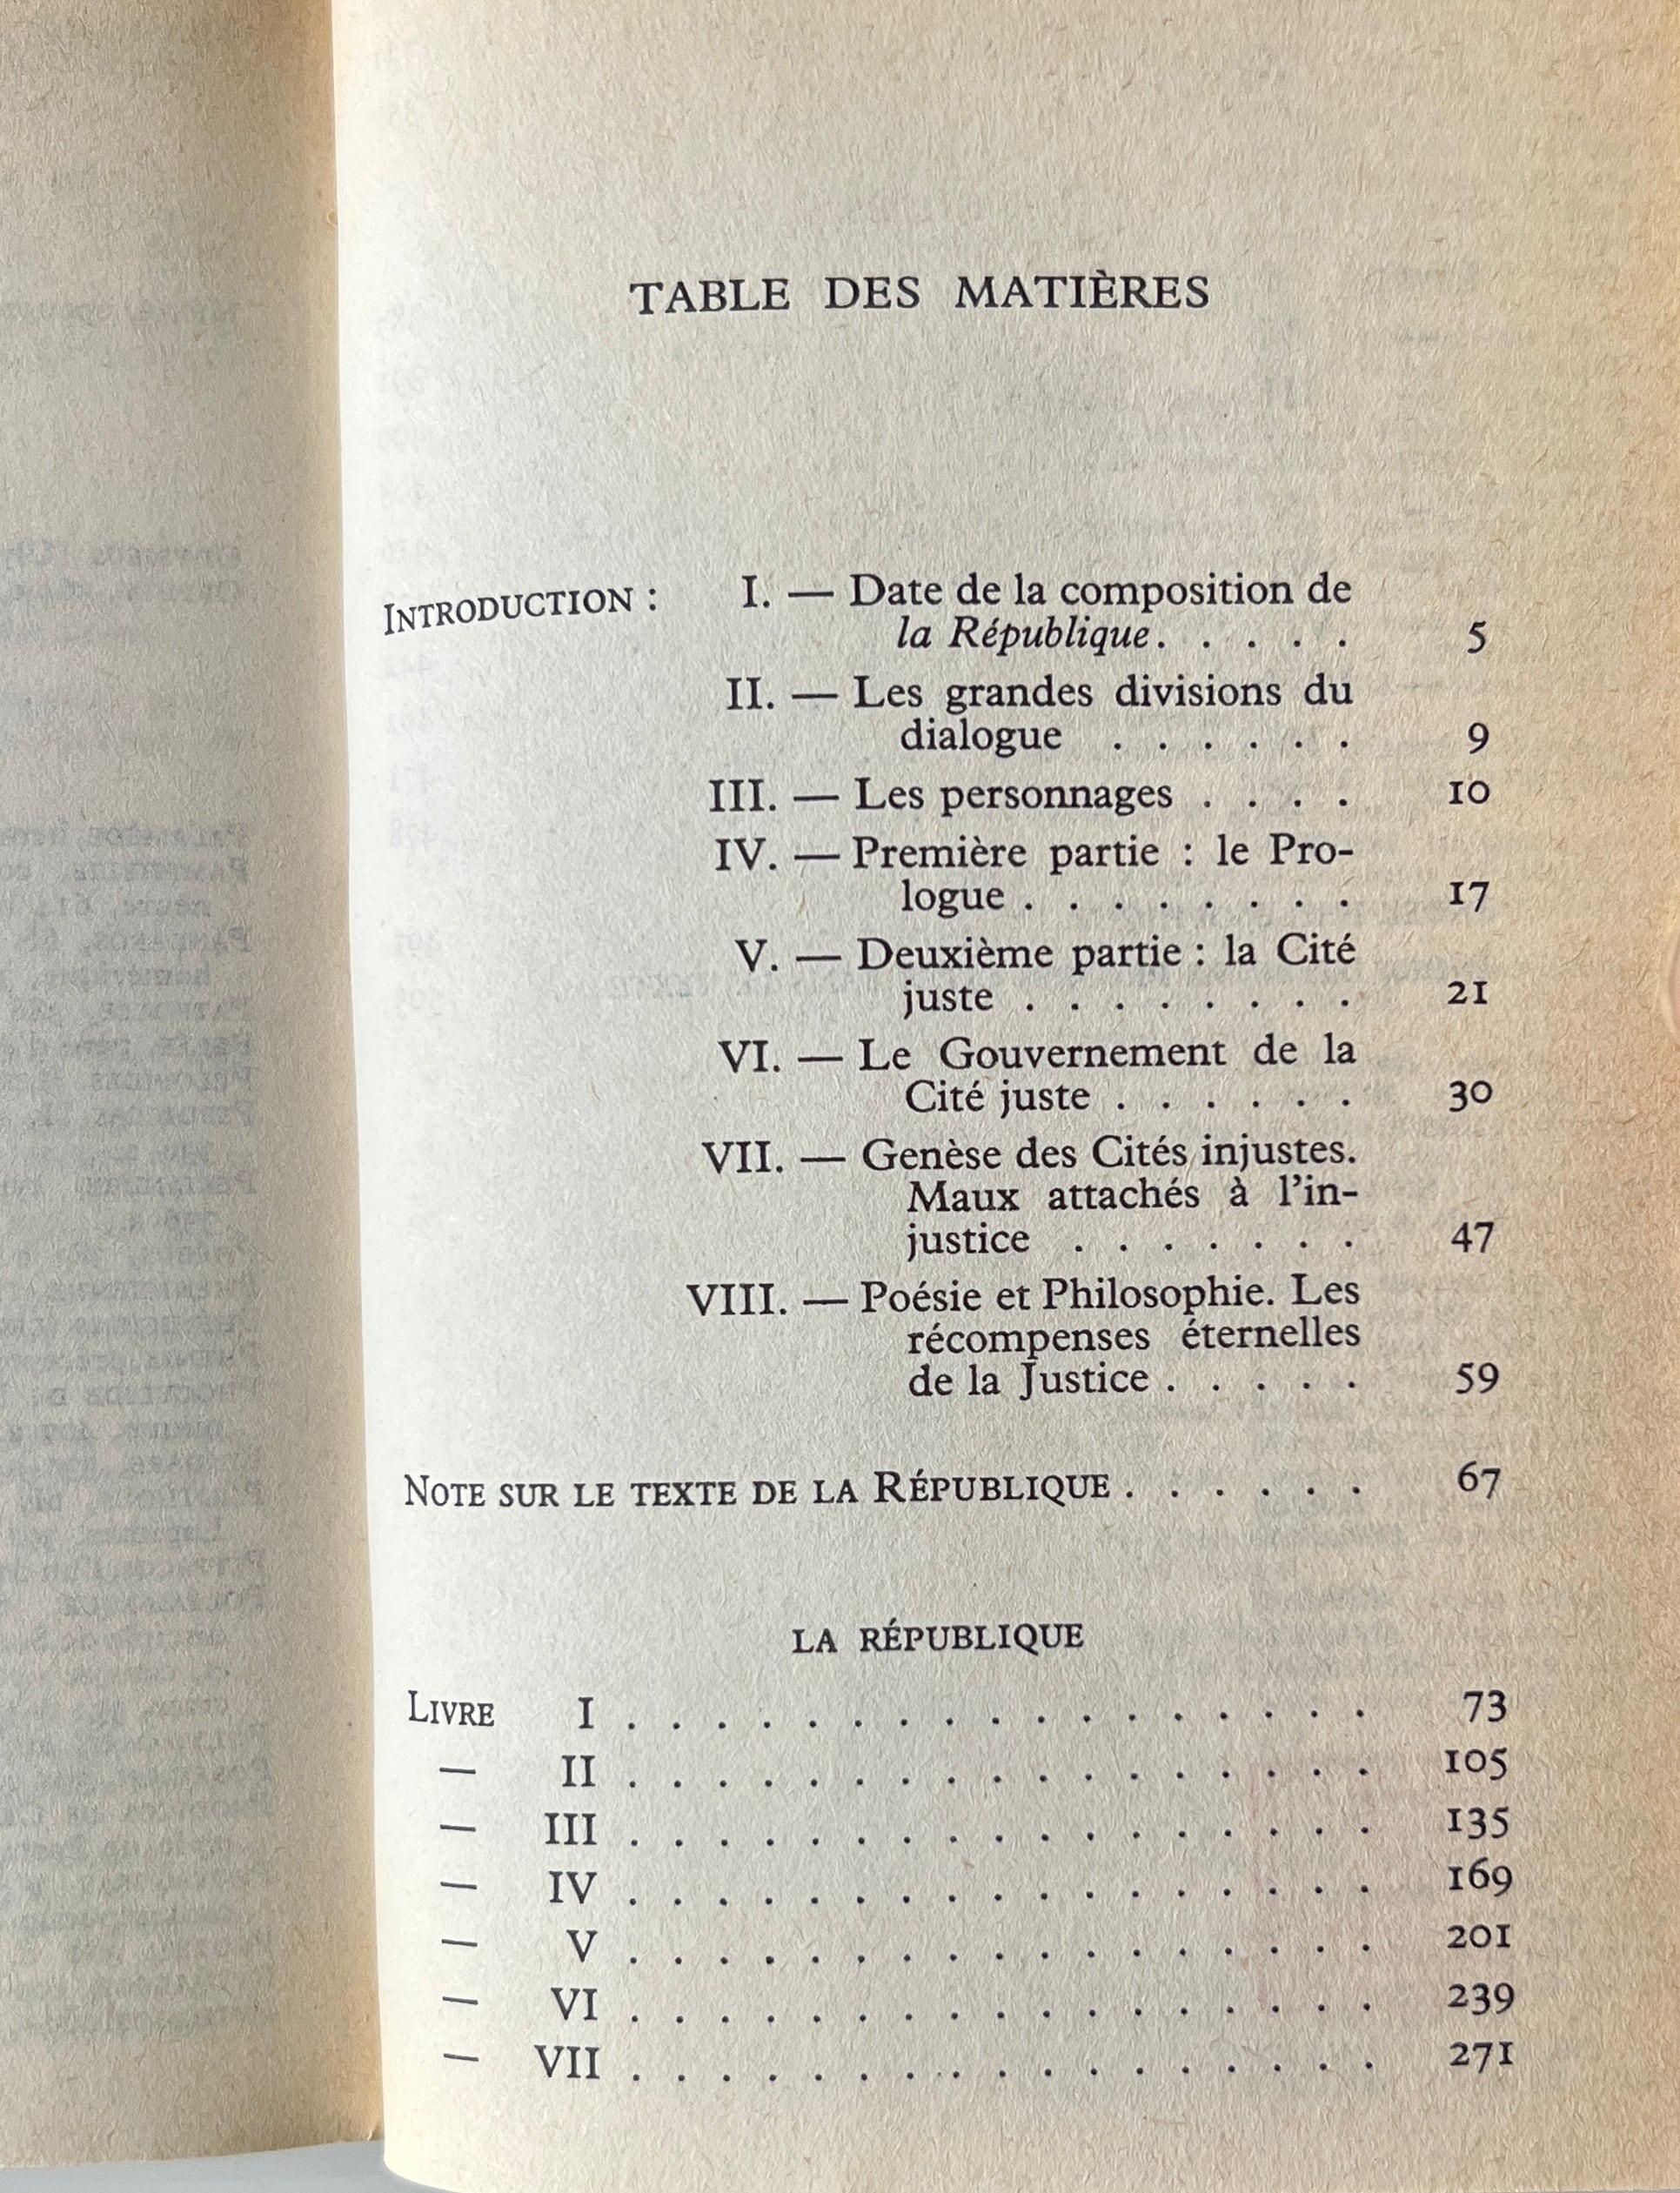 TABLE DES MATIÈRES
INTRODUCTION : I. — Date de la composition de
la République. . . . . 5
II. — Les grandes divisions du
dialogue . . . . . . 9
III. — Les personnages . . . . 10
IV. — Première partie : le Pro-
logue . . . . . . . . 17
V. — Deuxième partie : la Cité
juste . . . . . . . . 21
VI. — Le Gouvernement de la
Cité juste . . . . . . 30
VII. — Genèse des Cités injustes.
Maux attachés à l'in-
justice . . . . . . . 47
VIII. — Poésie et Philosophie. Les
récompenses éternelles
de la Justice . . . . . 59
NOTE SUR LE TEXTE DE LA RÉPUBLIQUE . . . . . . 67
LA RÉPUBLIQUE
LIVRE I . . . . . . . . . . . . . . . . . 73
— II . . . . . . . . . . . . . . . . . 105
— III . . . . . . . . . . . . . . . . . 135
— IV . . . . . . . . . . . . . . . . . 169
— V . . . . . . . . . . . . . . . . . 201
— VI . . . . . . . . . . . . . . . . . 239
— VII . . . . . . . . . . . . . . . . . 271